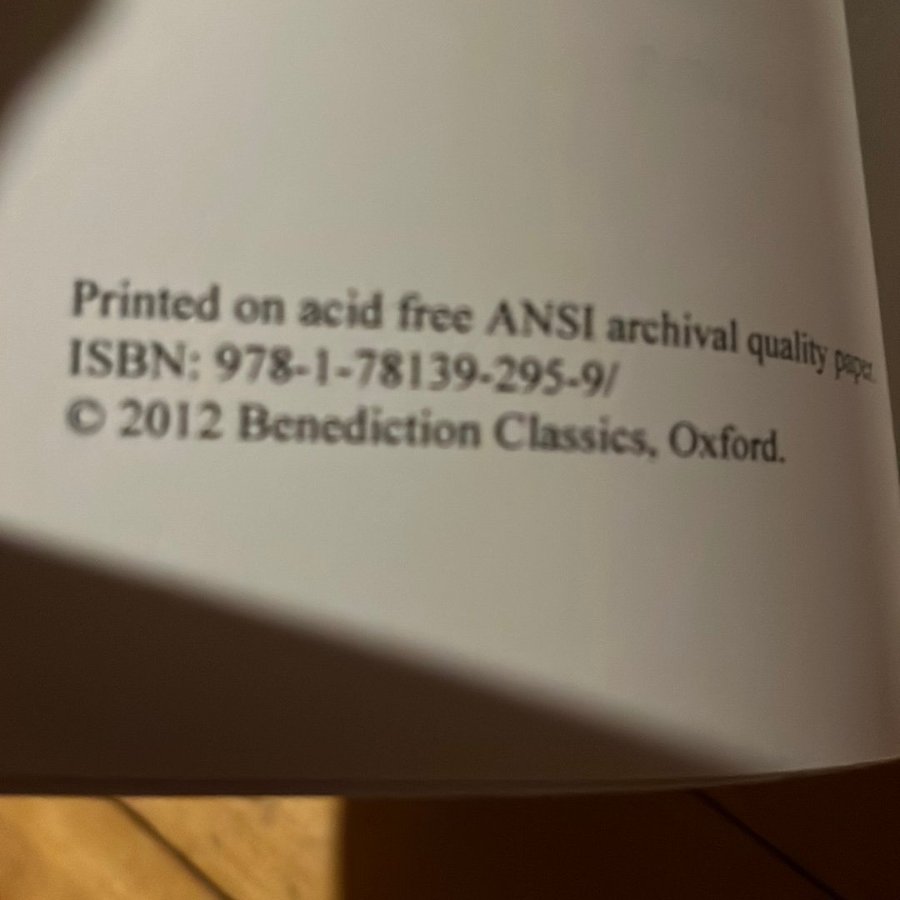 Printed on acid free ANSI archival quality paper.
ISBN: 978-1-78139-295-9/
© 2012 Benediction Classics, Oxford.